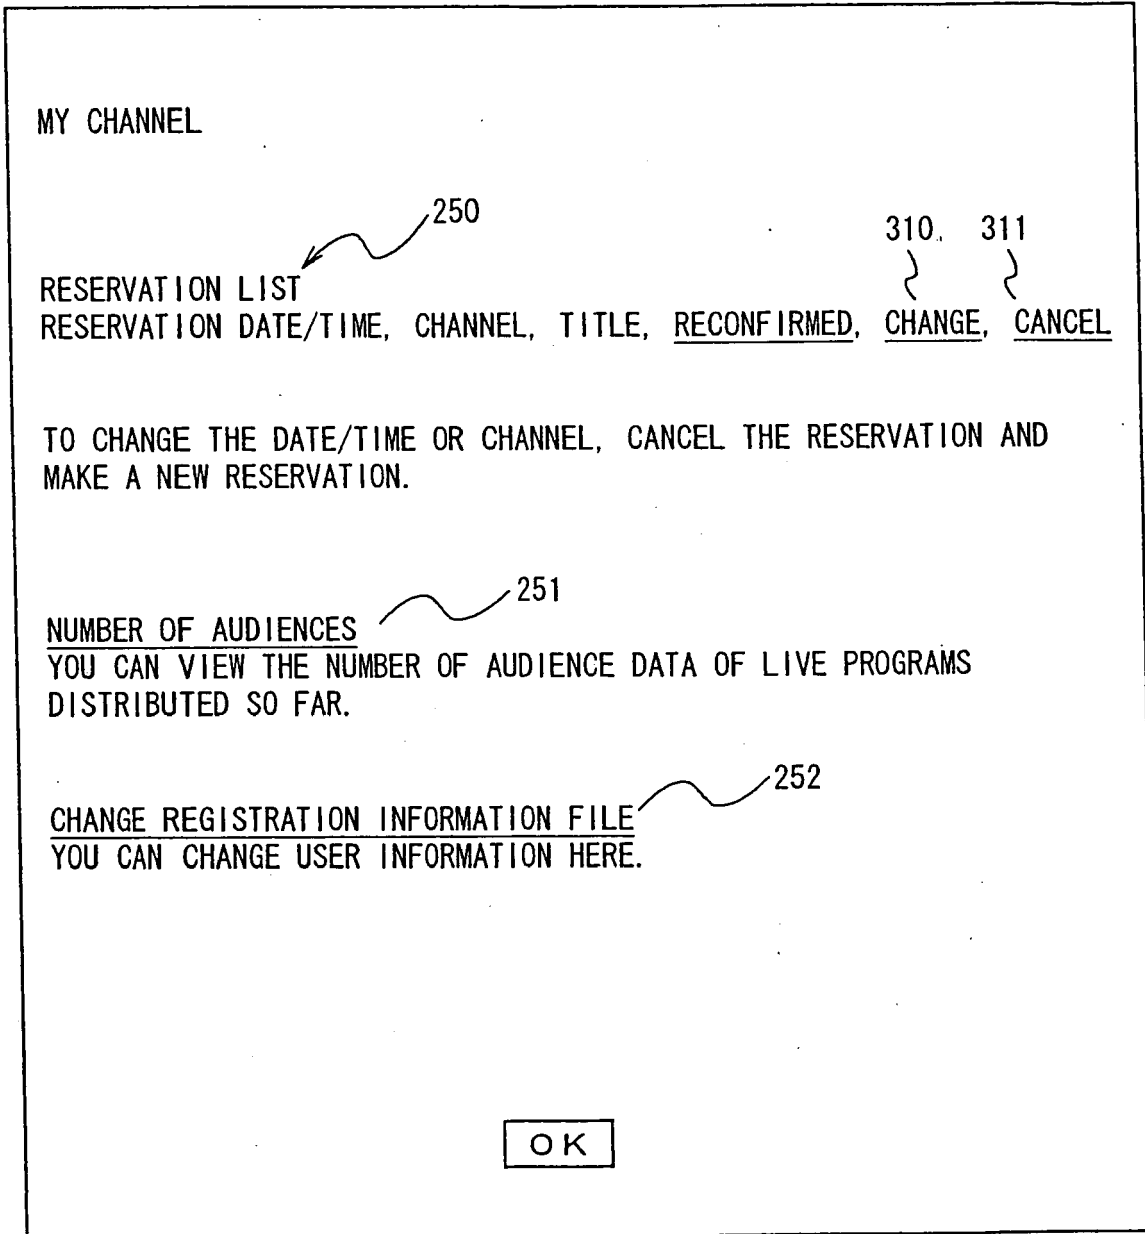 MY CHANNEL
250
310 311
RESERVATION LIST
RESERVATION DATE/TIME, CHANNEL, TITLE, RECONFIRMED, CHANGE, CANCEL
TO CHANGE THE DATE/TIME OR CHANNEL, CANCEL THE RESERVATION AND
MAKE A NEW RESERVATION.
251
NUMBER OF AUDIENCES
YOU CAN VIEW THE NUMBER OF AUDIENCE DATA OF LIVE PROGRAMS
DISTRIBUTED SO FAR.
252
CHANGE REGISTRATION INFORMATION FILE
YOU CAN CHANGE USER INFORMATION HERE.
OK